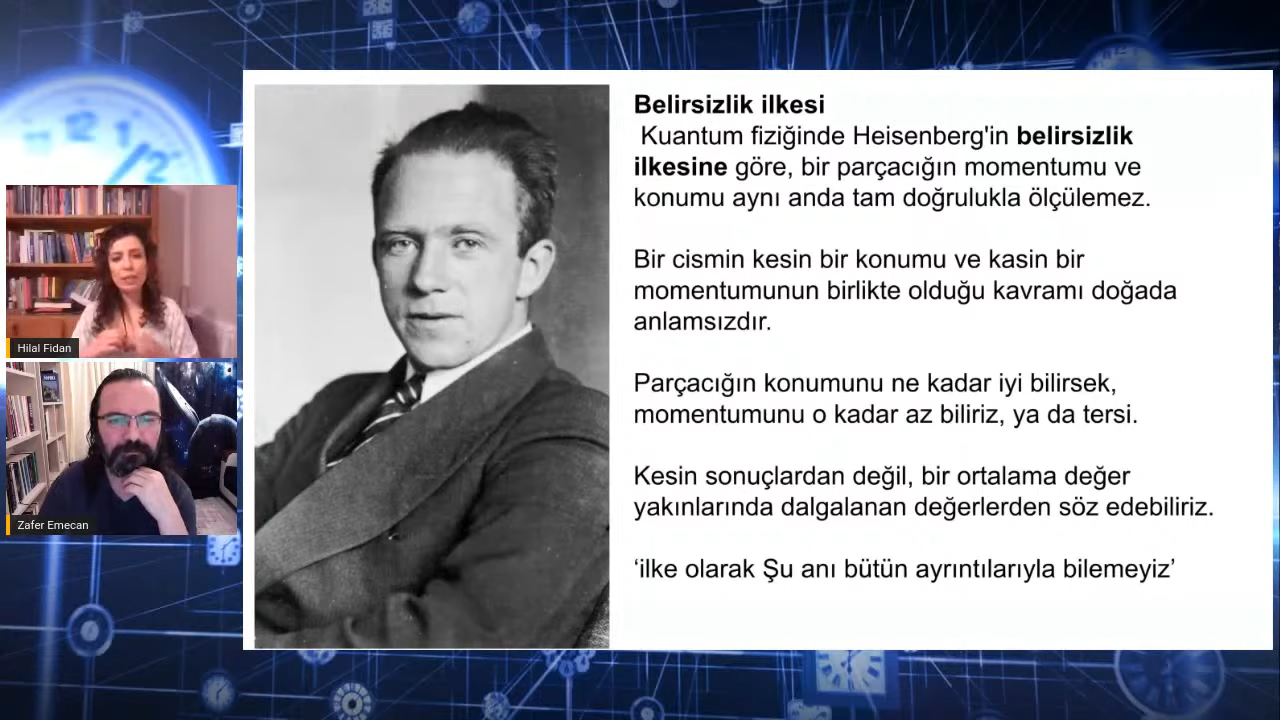 Belirsizlik ilkesi
Kuantum fiziğinde Heisenberg'in belirsizlik
ilkesine göre, bir parçacığın momentumu ve
konumu aynı anda tam doğrulukla ölçülemez.
Bir cismin kesin bir konumu ve kasin bir
momentumunun birlikte olduğu kavramı doğada
anlamsızdır.
Parçacığın konumunu ne kadar iyi bilirsek,
momentumunu o kadar az biliriz, ya da tersi.
Kesin sonuçlardan değil, bir ortalama değer
yakınlarında dalgalanan değerlerden söz edebiliriz.
‘ilke olarak Şu anı bütün ayrıntılarıyla bilemeyiz’
Hilal Fidan
Zafer Emecan